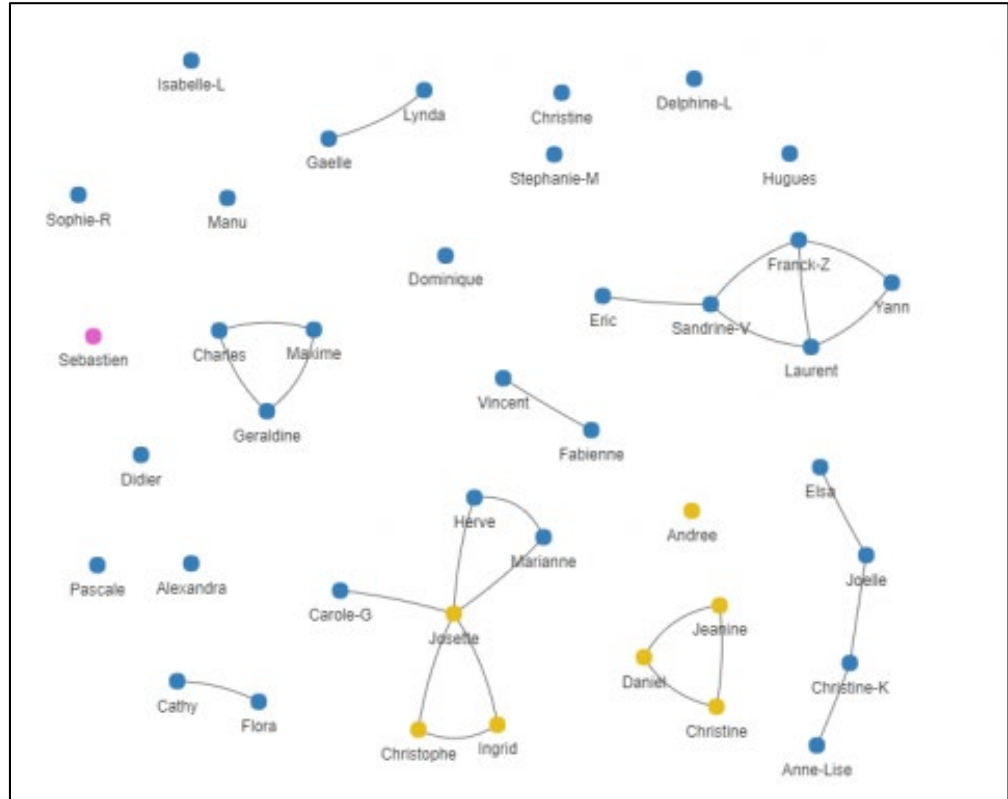 Isabelle-L
Lynda
Christine
Delphine-L
Gaelle
Stephanie-M
Hugues
Sophie-R
Manu
Dominique
Franck-Z
Eric
Sandrine-V
Yann
Sebastien
Charles
Maxime
Laurent
Geraldine
Vincent
Fabienne
Didier
Elsa
Herve
Andree
Marianne
Pascale
Alexandra
Joelle
Carole-G
Josette
Jeanine
Daniel
Christine-K
Cathy
Flora
Christophe
Ingrid
Christine
Anne-Lise